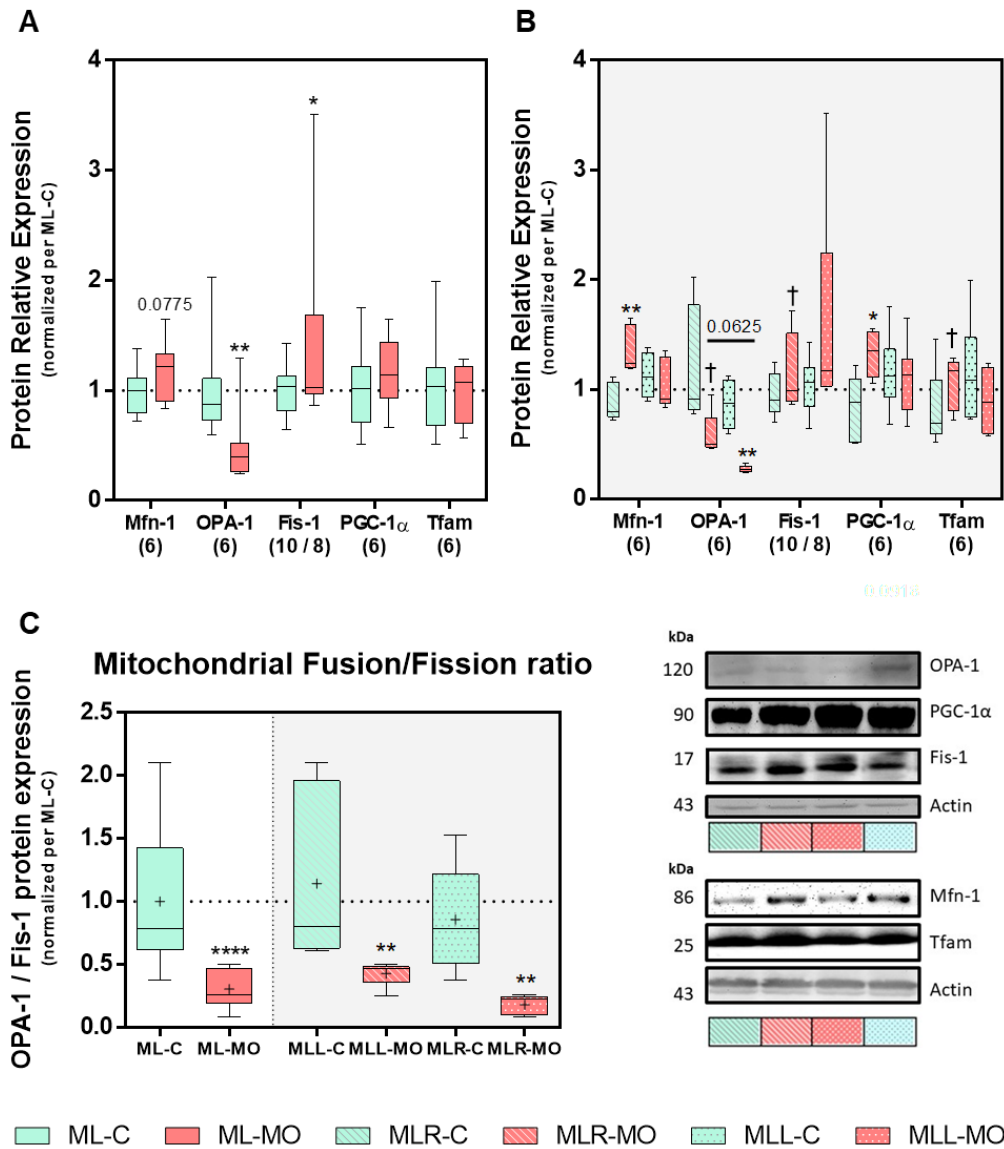 A
B
Protein Relative Expression
(normalized per ML-C)
4
3
2
1
0
0.0775
**
*
Mfn-1
(6)
OPA-1
(6)
Fis-1
(10 / 8)
PGC-1α
(6)
Tfam
(6)
Protein Relative Expression
(normalized per ML-C)
4
3
2
1
0
**
0.0625
†
**
†
*
†
Mfn-1
(6)
OPA-1
(6)
Fis-1
(10 / 8)
PGC-1α
(6)
Tfam
(6)
0.0918
C
Mitochondrial Fusion/Fission ratio
OPA-1 / Fis-1 protein expression
(normalized per ML-C)
2.5
2.0
1.5
1.0
0.5
0.0
****
**
**
ML-C
ML-MO
MLL-C
MLL-MO
MLR-C
MLR-MO
kDa
120
OPA-1
90
PGC-1α
17
Fis-1
43
Actin
kDa
86
Mfn-1
25
Tfam
43
Actin
ML-C
ML-MO
MLR-C
MLR-MO
MLL-C
MLL-MO